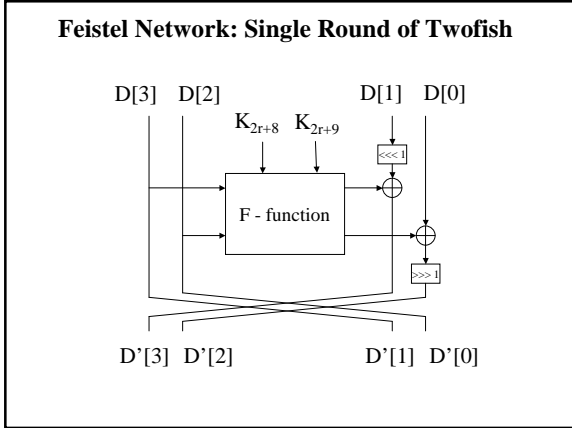 Feistel Network: Single Round of Twofish
D[3] D[2] D[1] D[0]
K2r+8 K2r+9
<<< 1
F - function
>>> 1
D’[3] D’[2] D’[1] D’[0]